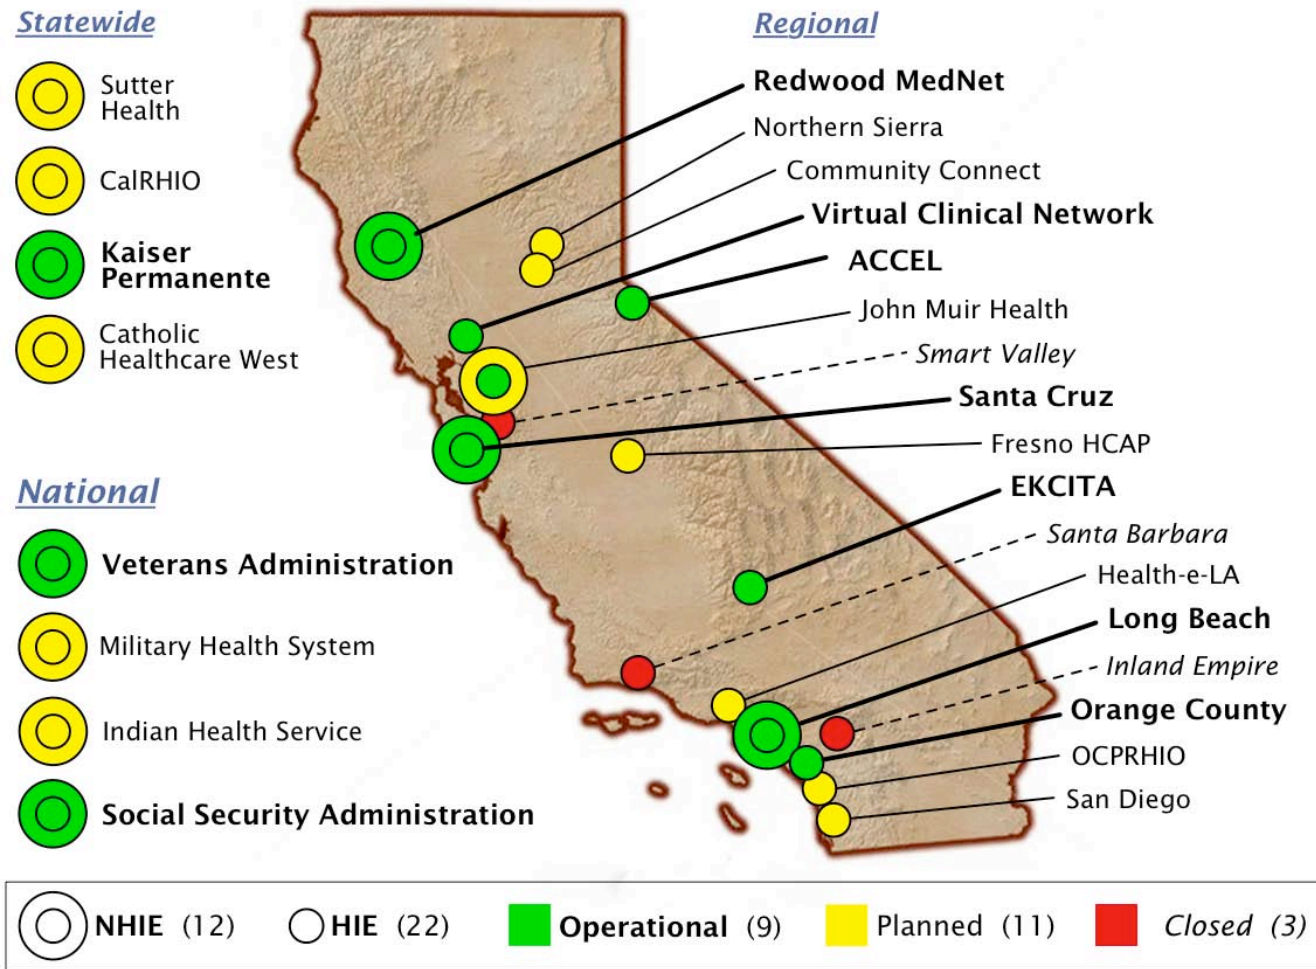 Statewide
Sutter
Health
CalRHIO
Kaiser
Permanente
Catholic
Healthcare West
National
Veterans Administration
Military Health System
Indian Health Service
Social Security Administration
Regional
Redwood MedNet
Northern Sierra
Community Connect
Virtual Clinical Network
ACCEL
John Muir Health
Smart Valley
Santa Cruz
Fresno HCAP
EKCITA
Santa Barbara
Health-e-LA
Long Beach
Inland Empire
Orange County
OCPRHIO
San Diego
NHIE (12) HIE (22) Operational (9) Planned (11) Closed (3)